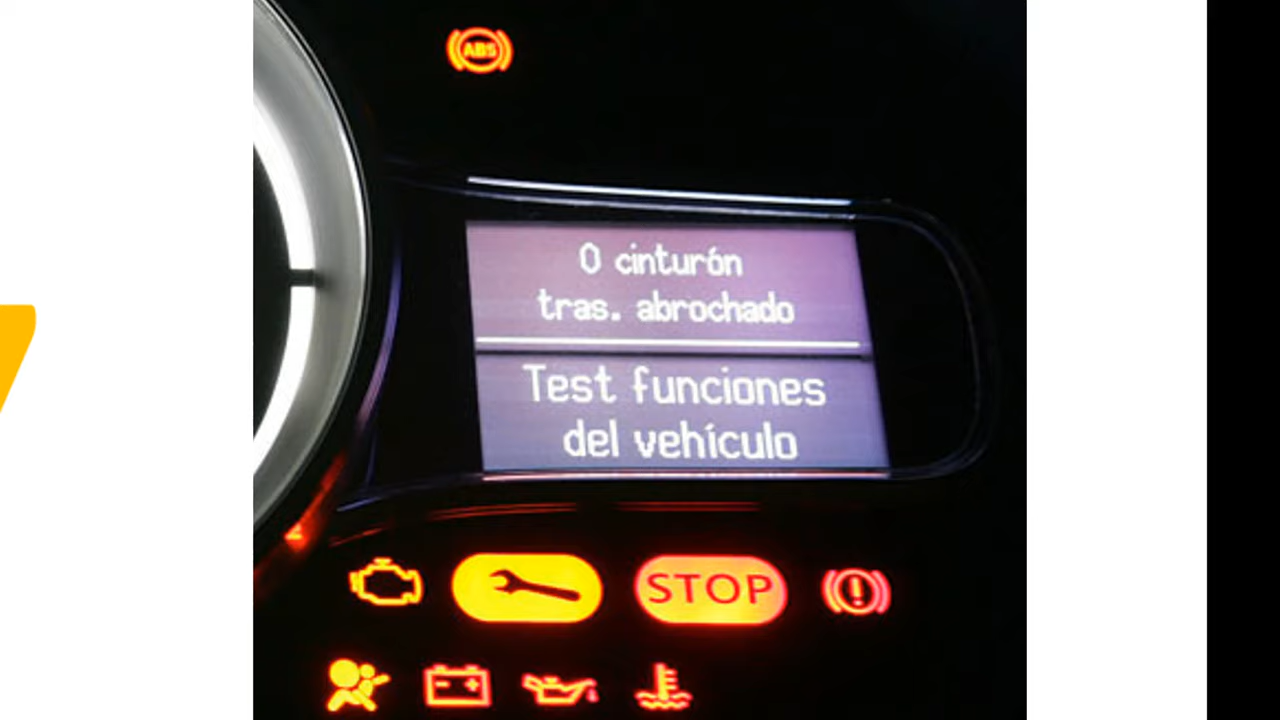 ABS
0 cinturón
tras. abrochado
Test funciones
del vehículo
STOP